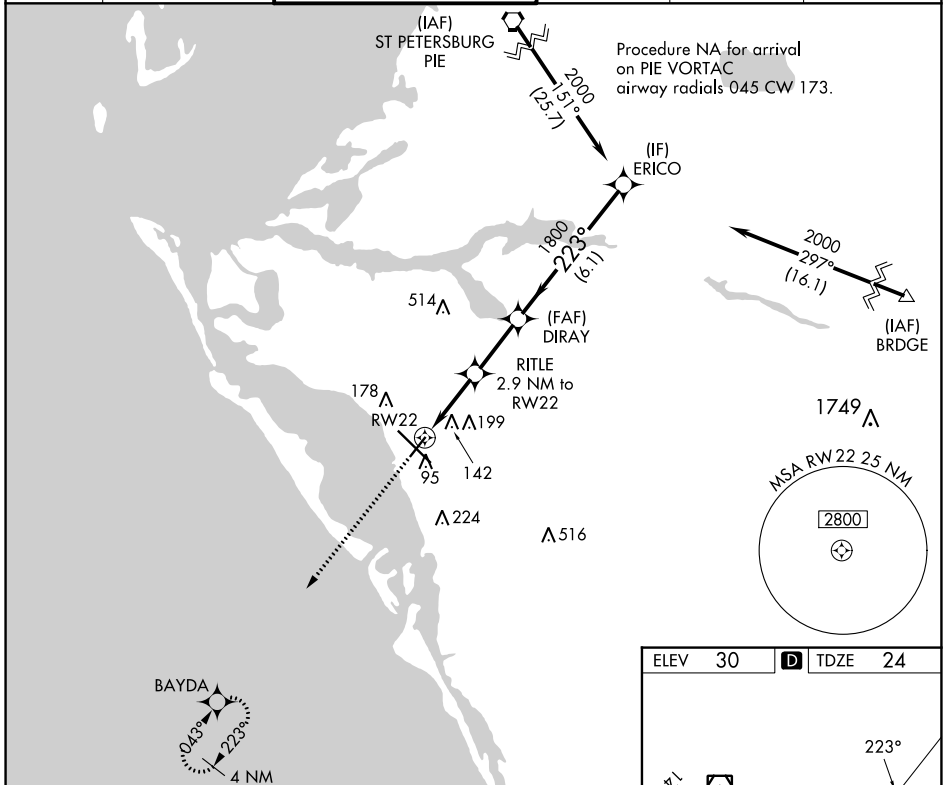 (IAF)
ST PETERSBURG
PIE
Procedure NA for arrival
on PIE VORTAC
airway radials 045 CW 173.
2000
151°
(25.7)
(IF)
ERICO
1800
223°
(6.1)
2000
297°
(16.1)
(IAF)
BRDGE
514
(FAF)
DIRAY
RITLE
2.9 NM to
RW22
178
RW22
199
142
95
1749
MSA RW22 25 NM
2800
224
516
BAYDA
043°
223°
4 NM
ELEV 30 D TDZE 24
223°
14